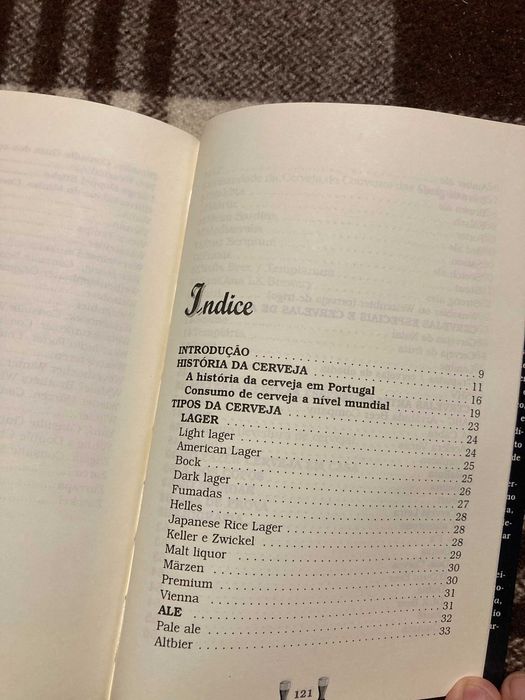 Índice
INTRODUÇÃO . . . . . . . . . . 9
HISTÓRIA DA CERVEJA . . . . . . . . . . 11
A história da cerveja em Portugal . . . . . . . . . . 16
Consumo de cerveja a nível mundial . . . . . . . . . . 19
TIPOS DA CERVEJA . . . . . . . . . . 23
LAGER . . . . . . . . . . 24
Light lager . . . . . . . . . . 24
American Lager . . . . . . . . . . 25
Bock . . . . . . . . . . 25
Dark lager . . . . . . . . . . 26
Fumadas . . . . . . . . . . 27
Helles . . . . . . . . . . 28
Japanese Rice Lager . . . . . . . . . . 28
Keller e Zwickel . . . . . . . . . . 28
Malt liquor . . . . . . . . . . 29
Märzen . . . . . . . . . . 30
Premium . . . . . . . . . . 30
Vienna . . . . . . . . . . 31
ALE . . . . . . . . . . 31
Pale ale . . . . . . . . . . 32
Altbier . . . . . . . . . . 33
121